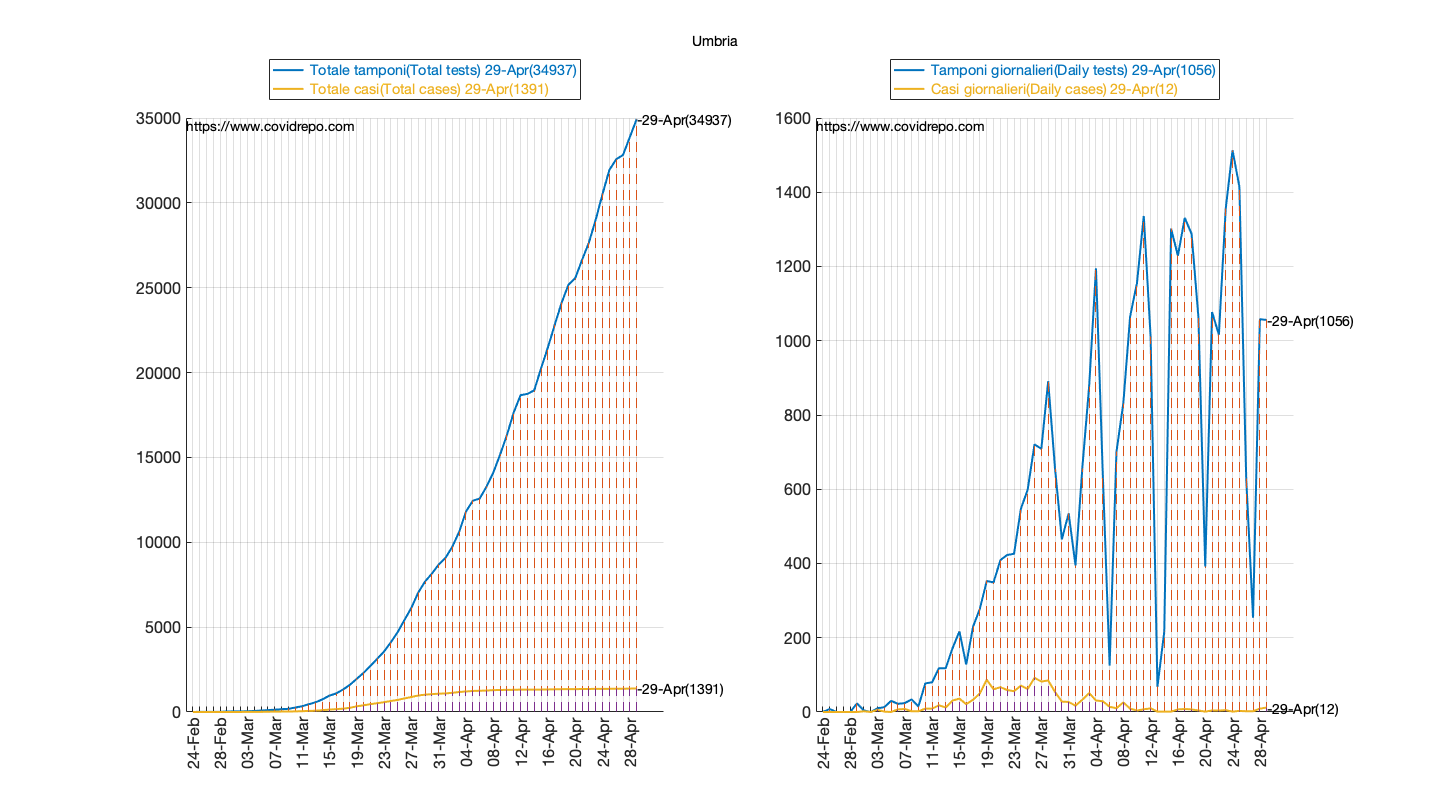 Umbria
Totale tamponi(Total tests) 29-Apr(34937)
Totale casi(Total cases) 29-Apr(1391)
35000
30000
25000
20000
15000
10000
5000
0
https://www.covidrepo.com
-29-Apr(34937)
-29-Apr(1391)
24-Feb
28-Feb
03-Mar
07-Mar
11-Mar
15-Mar
19-Mar
23-Mar
27-Mar
31-Mar
04-Apr
08-Apr
12-Apr
16-Apr
20-Apr
24-Apr
28-Apr
Tamponi giornalieri(Daily tests) 29-Apr(1056)
Casi giornalieri(Daily cases) 29-Apr(12)
1600
1400
1200
1000
800
600
400
200
0
https://www.covidrepo.com
-29-Apr(1056)
-29-Apr(12)
24-Feb
28-Feb
03-Mar
07-Mar
11-Mar
15-Mar
19-Mar
23-Mar
27-Mar
31-Mar
04-Apr
08-Apr
12-Apr
16-Apr
20-Apr
24-Apr
28-Apr